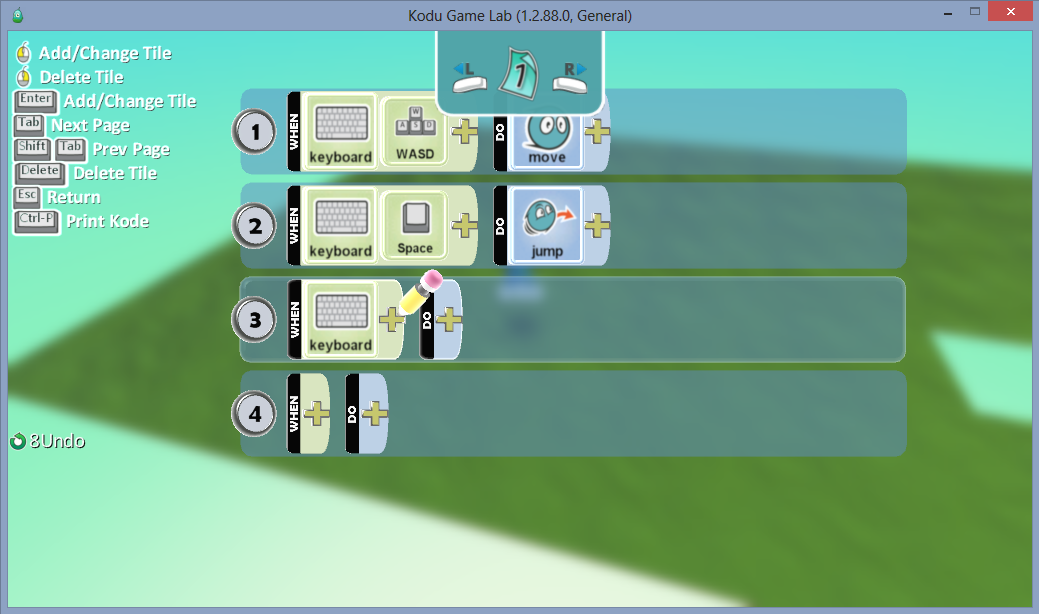 Kodu Game Lab (1.2.88.0, General)
Add/Change Tile
Delete Tile
Enter Add/Change Tile
Tab Next Page
Shift Tab Prev Page
Delete Delete Tile
Esc Return
Ctrl-P Print Kode
8Undo
L 1 R
1 WHEN keyboard W A S D WASD DO move
2 WHEN keyboard Space DO jump
3 WHEN keyboard DO
4 WHEN DO